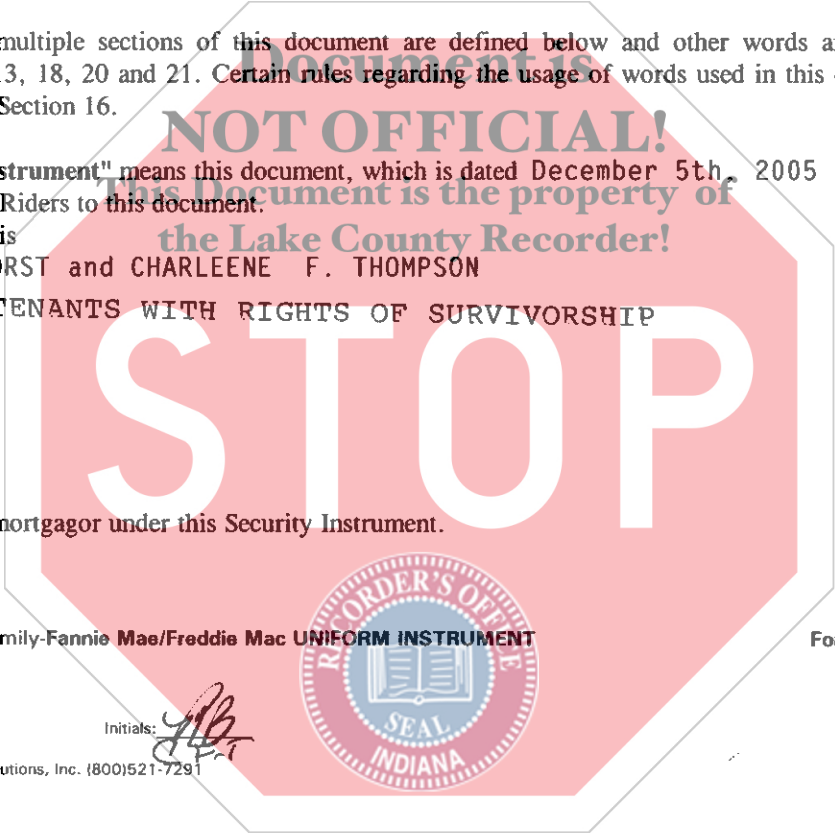 multiple sections of this document are defined below and other words a
Document is
3, 18, 20 and 21. Certain rules regarding the usage of words used in this
Section 16.
NOT OFFICIAL!
strument" means this document, which is dated December 5th, 2005
This Document is the property of
Riders to this document.
is
the Lake County Recorder!
RST and CHARLEENE F. THOMPSON
TENANTS WITH RIGHTS OF SURVIVORSHIP
STOP
mortgagor under this Security Instrument.
RECORDER'S OFFICE
mily-Fannie Mae/Freddie Mac UNIFORM INSTRUMENT
Fo
SEAL
INDIANA
Initials:
utions, Inc. (800)521-7291